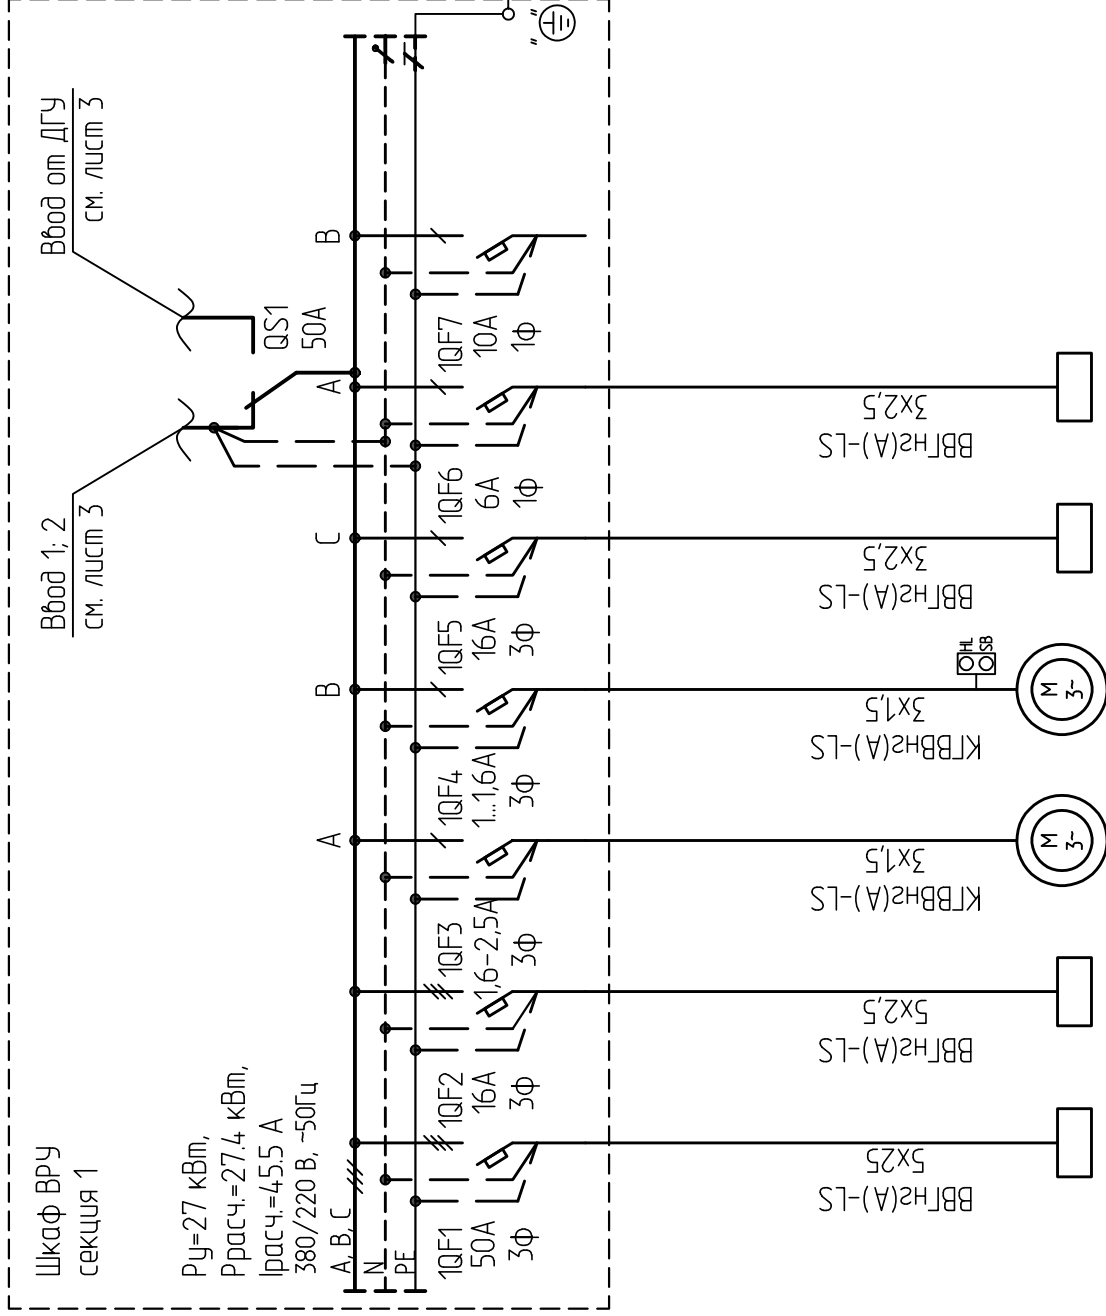 Шкаф ВРУ
секция 1
Ру=27 кВт,
Ррасч.=27.4 кВт,
Iрасч.=45.5 А
380/220 В, ~50Гц
А, В, С
N
PE
Ввод 1; 2
см. лист 3
Ввод от ДГУ
см. лист 3
QS1
50А
А
В
С
А
В
1QF1
50А
3ф
1QF2
16А
3ф
1QF3
1,6-2,5А
3ф
1QF4
1...1,6А
3ф
1QF5
16А
3ф
1QF6
6А
1ф
1QF7
10А
1ф
" "
ВВГнг(А)-LS
5х25
ВВГнг(А)-LS
5х2,5
КГВВнг(А)-LS
3х1,5
КГВВнг(А)-LS
3х1,5
ВВГнг(А)-LS
3х2,5
ВВГнг(А)-LS
3х2,5
HL
SB
М
3~
М
3~